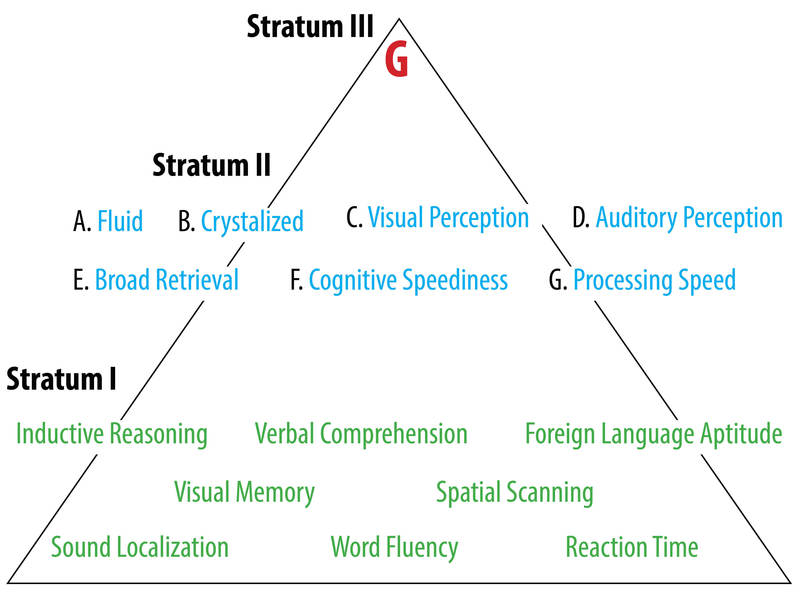 Stratum III
G
Stratum II
A. Fluid B. Crystalized C. Visual Perception D. Auditory Perception
E. Broad Retrieval F. Cognitive Speediness G. Processing Speed
Stratum I
Inductive Reasoning Verbal Comprehension Foreign Language Aptitude
Visual Memory Spatial Scanning
Sound Localization Word Fluency Reaction Time